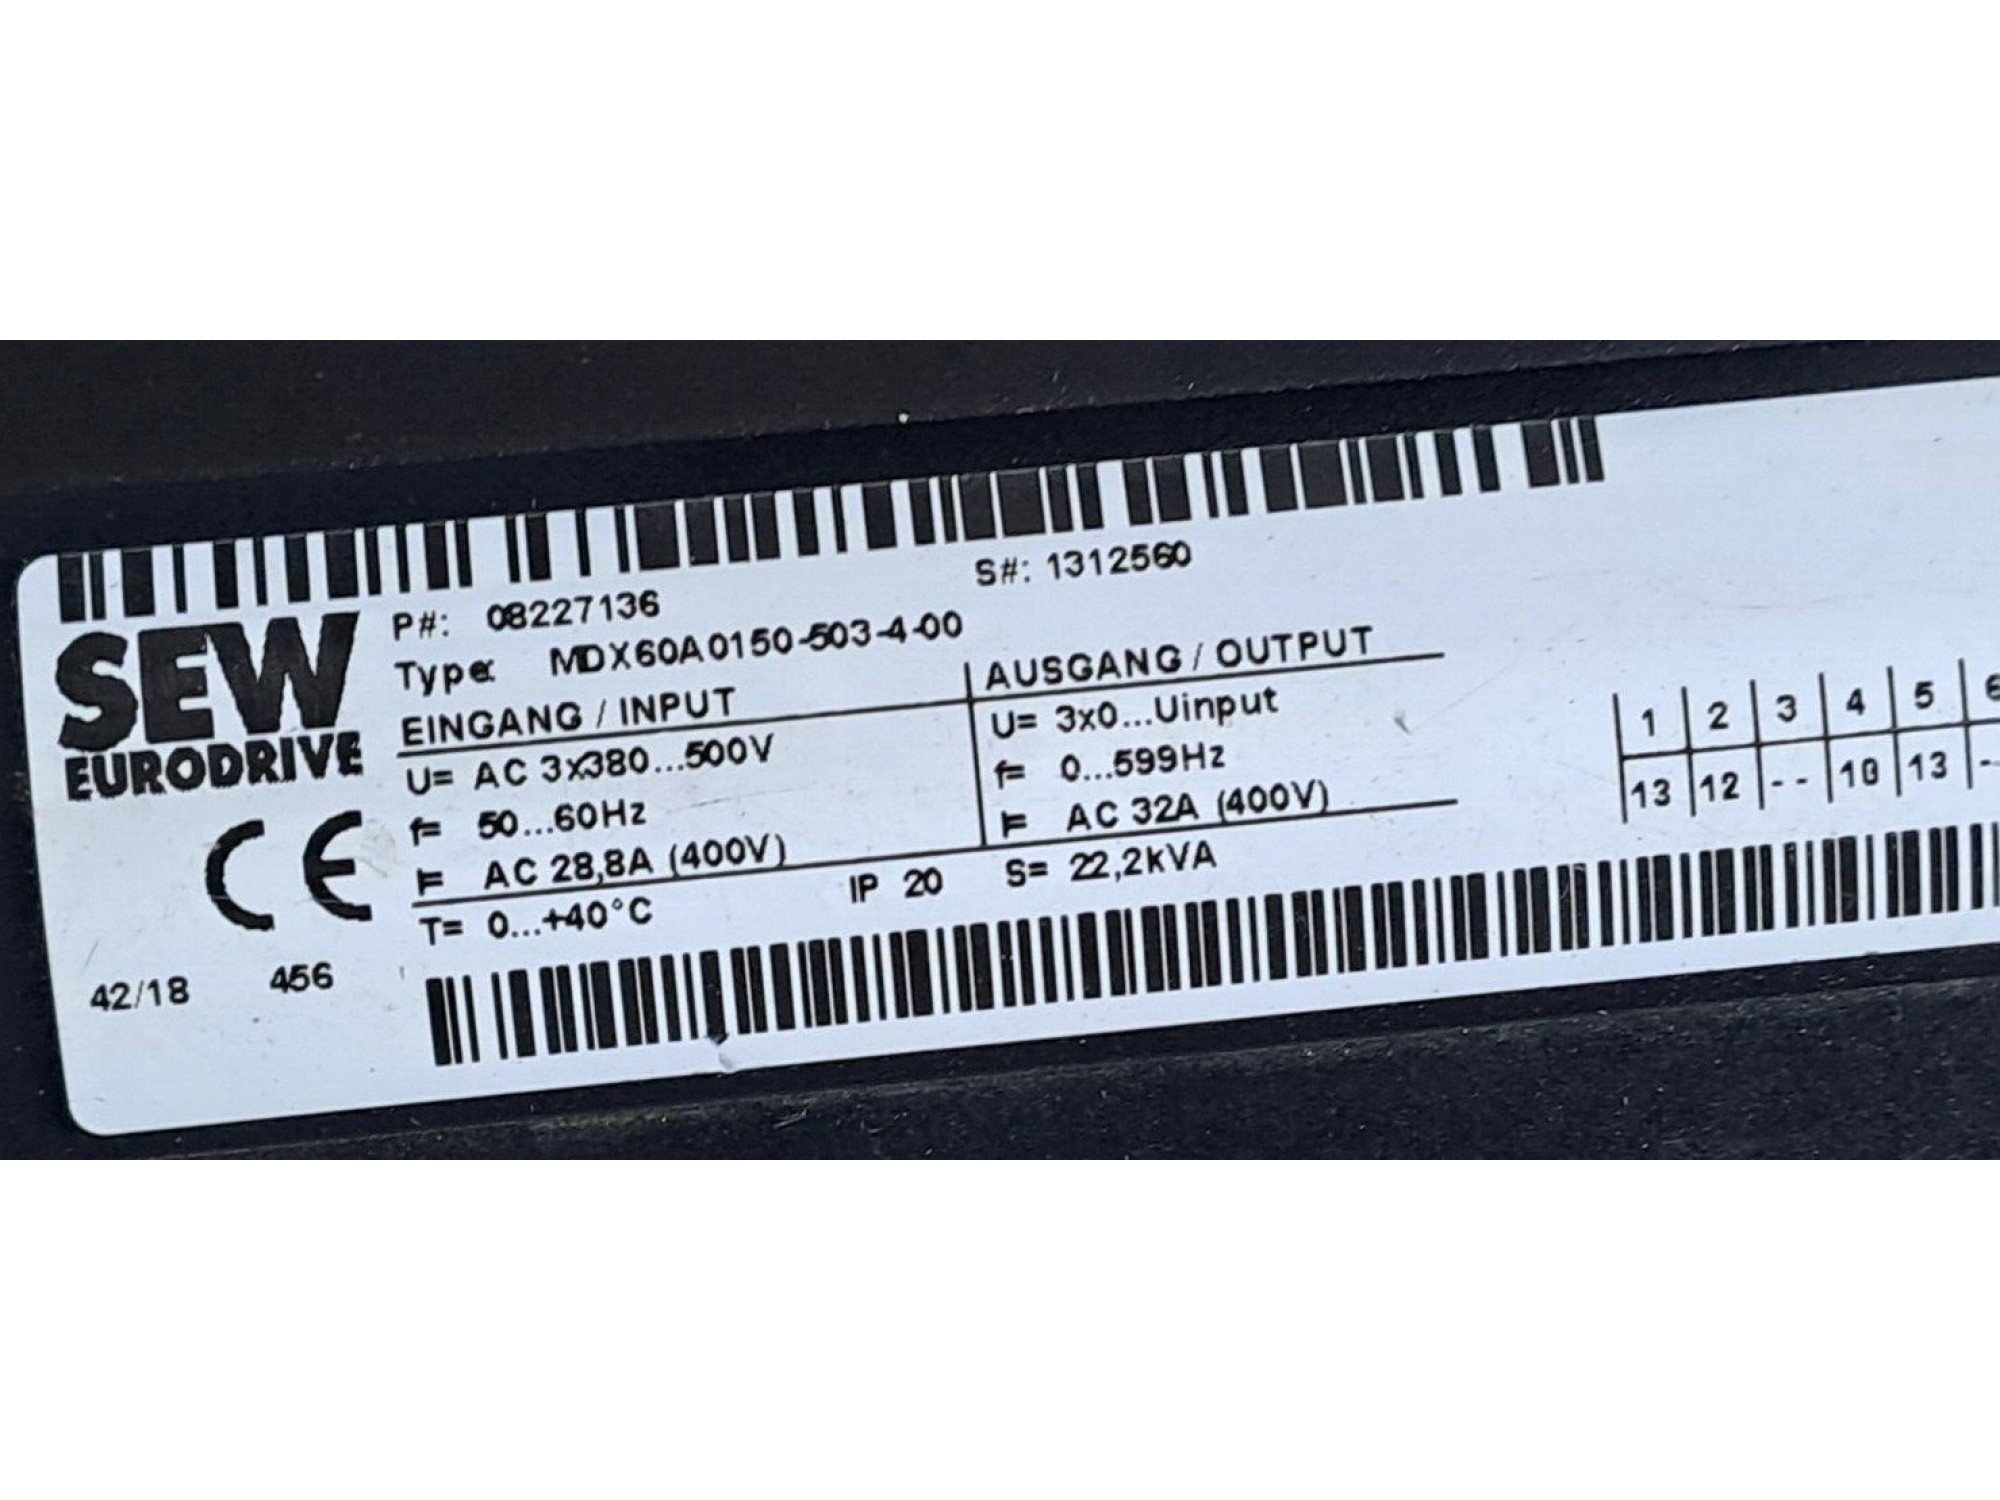 P#: 08227136 S#: 1312560
Type: MDX60A0150-503-4-00
SEW
EURODRIVE
EINGANG / INPUT AUSGANG / OUTPUT
U= AC 3x380...500V U= 3x0...Uinput
f= 50...60Hz f= 0...599Hz
I= AC 28,8A (400V) I= AC 32A (400V)
T= 0...+40°C IP 20 S= 22,2kVA
1 2 3 4 5 6
13 12 -- 10 13 -
CE
42/18 456